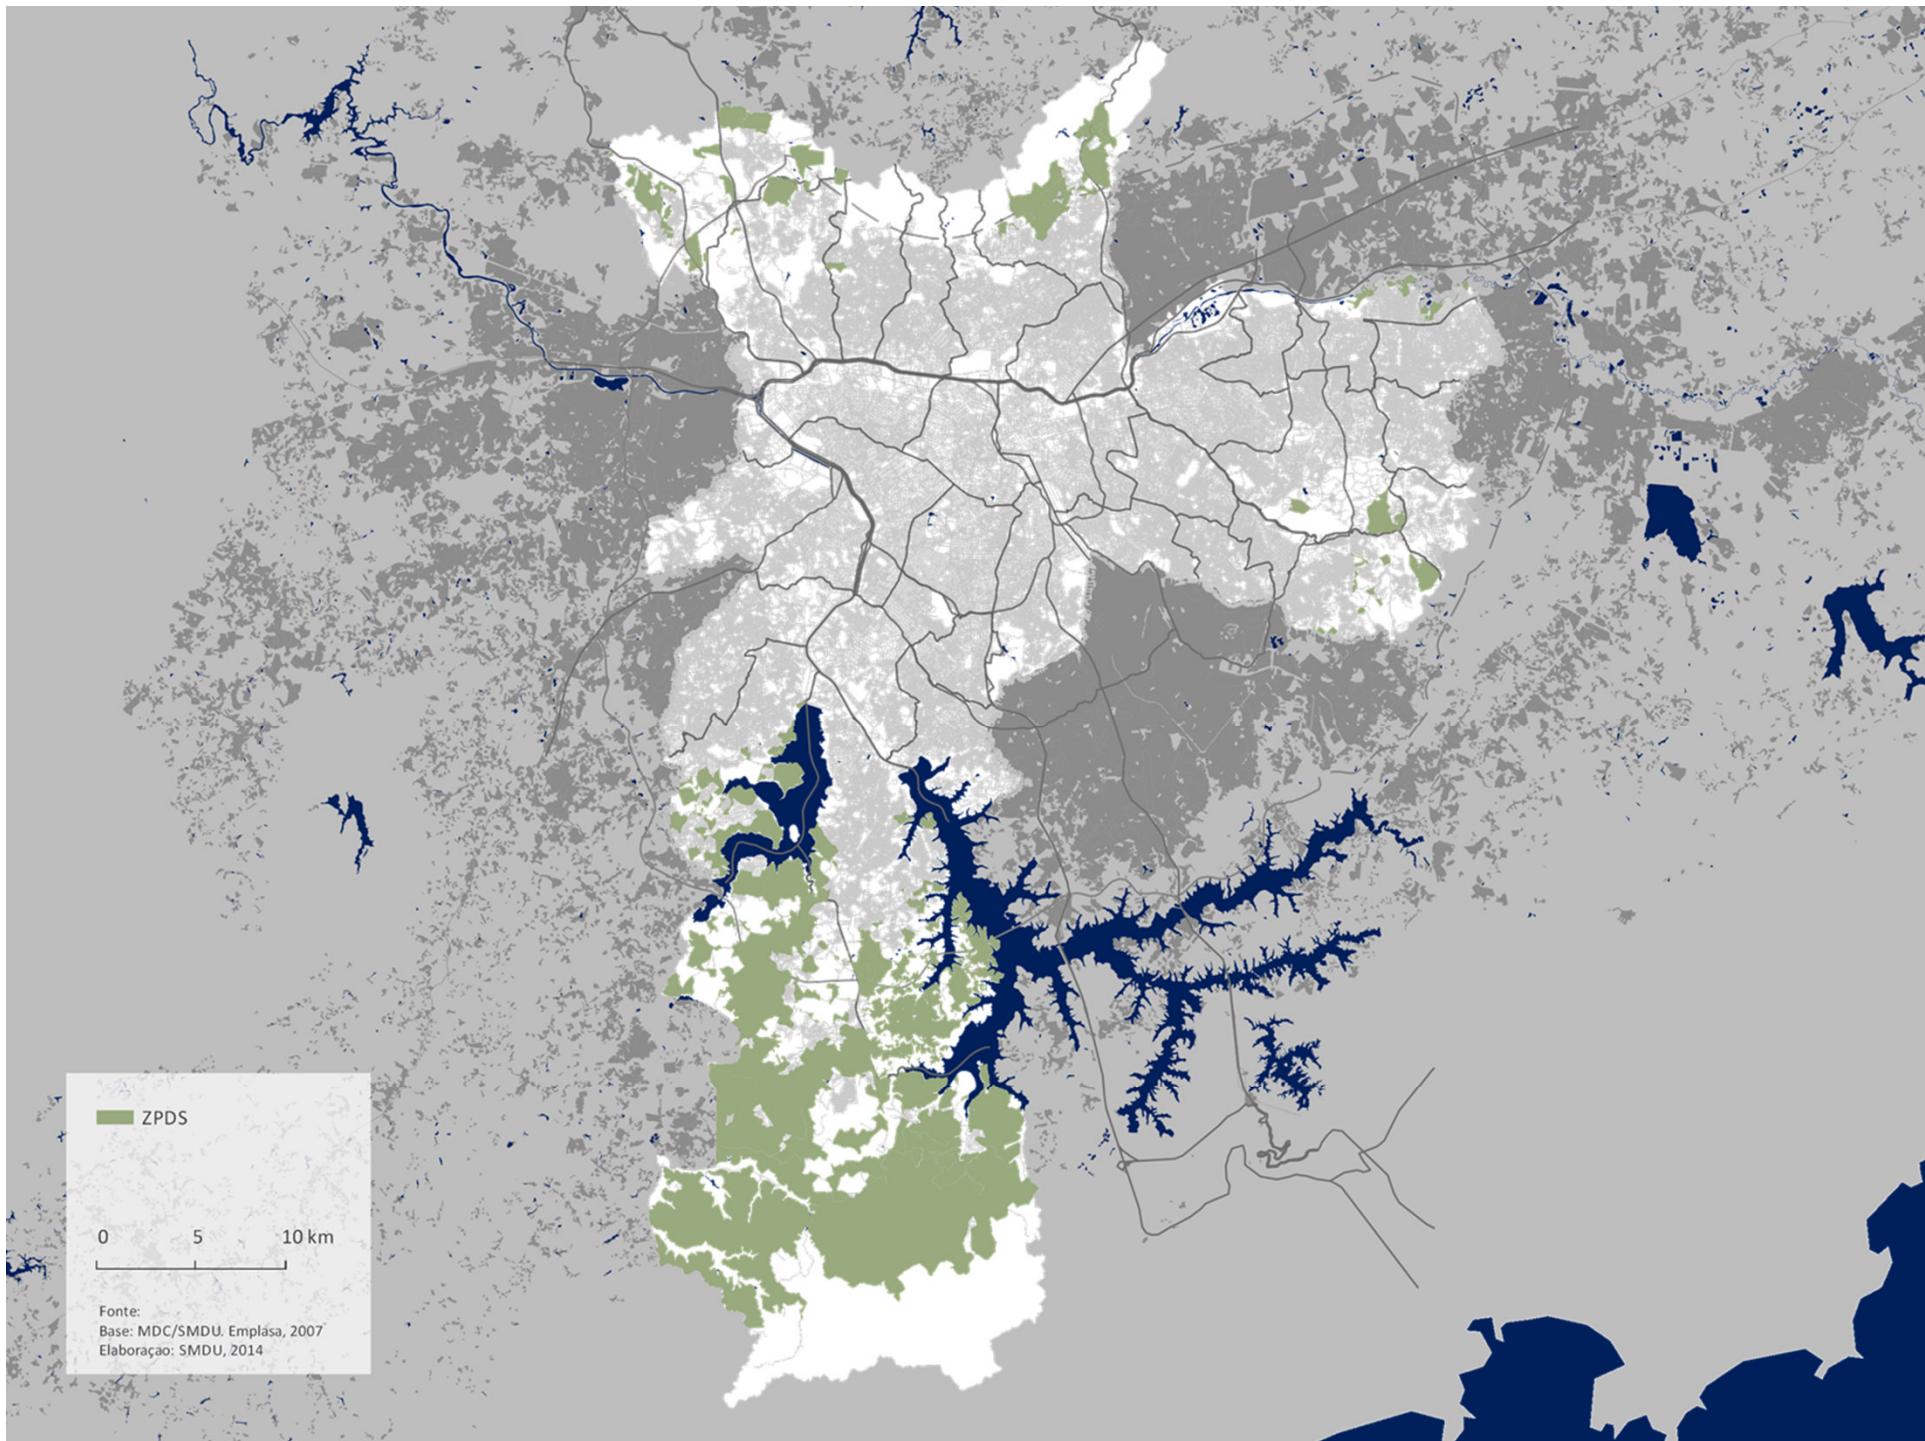 ZPDS
0 5 10 km
Fonte:
Base: MDC/SMDU. Emplasa, 2007
Elaboraçao: SMDU, 2014